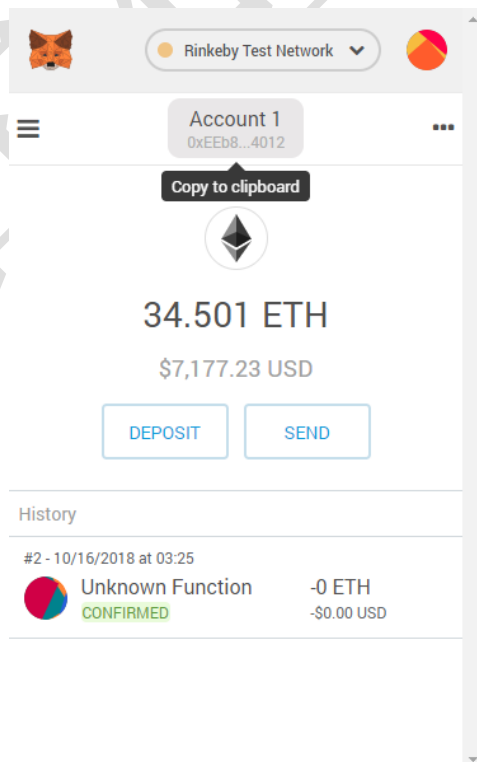 Rinkeby Test Network
Account 1
0xEEb8...4012
Copy to clipboard
34.501 ETH
$7,177.23 USD
DEPOSIT SEND
History
#2 - 10/16/2018 at 03:25
Unknown Function -0 ETH
CONFIRMED -$0.00 USD